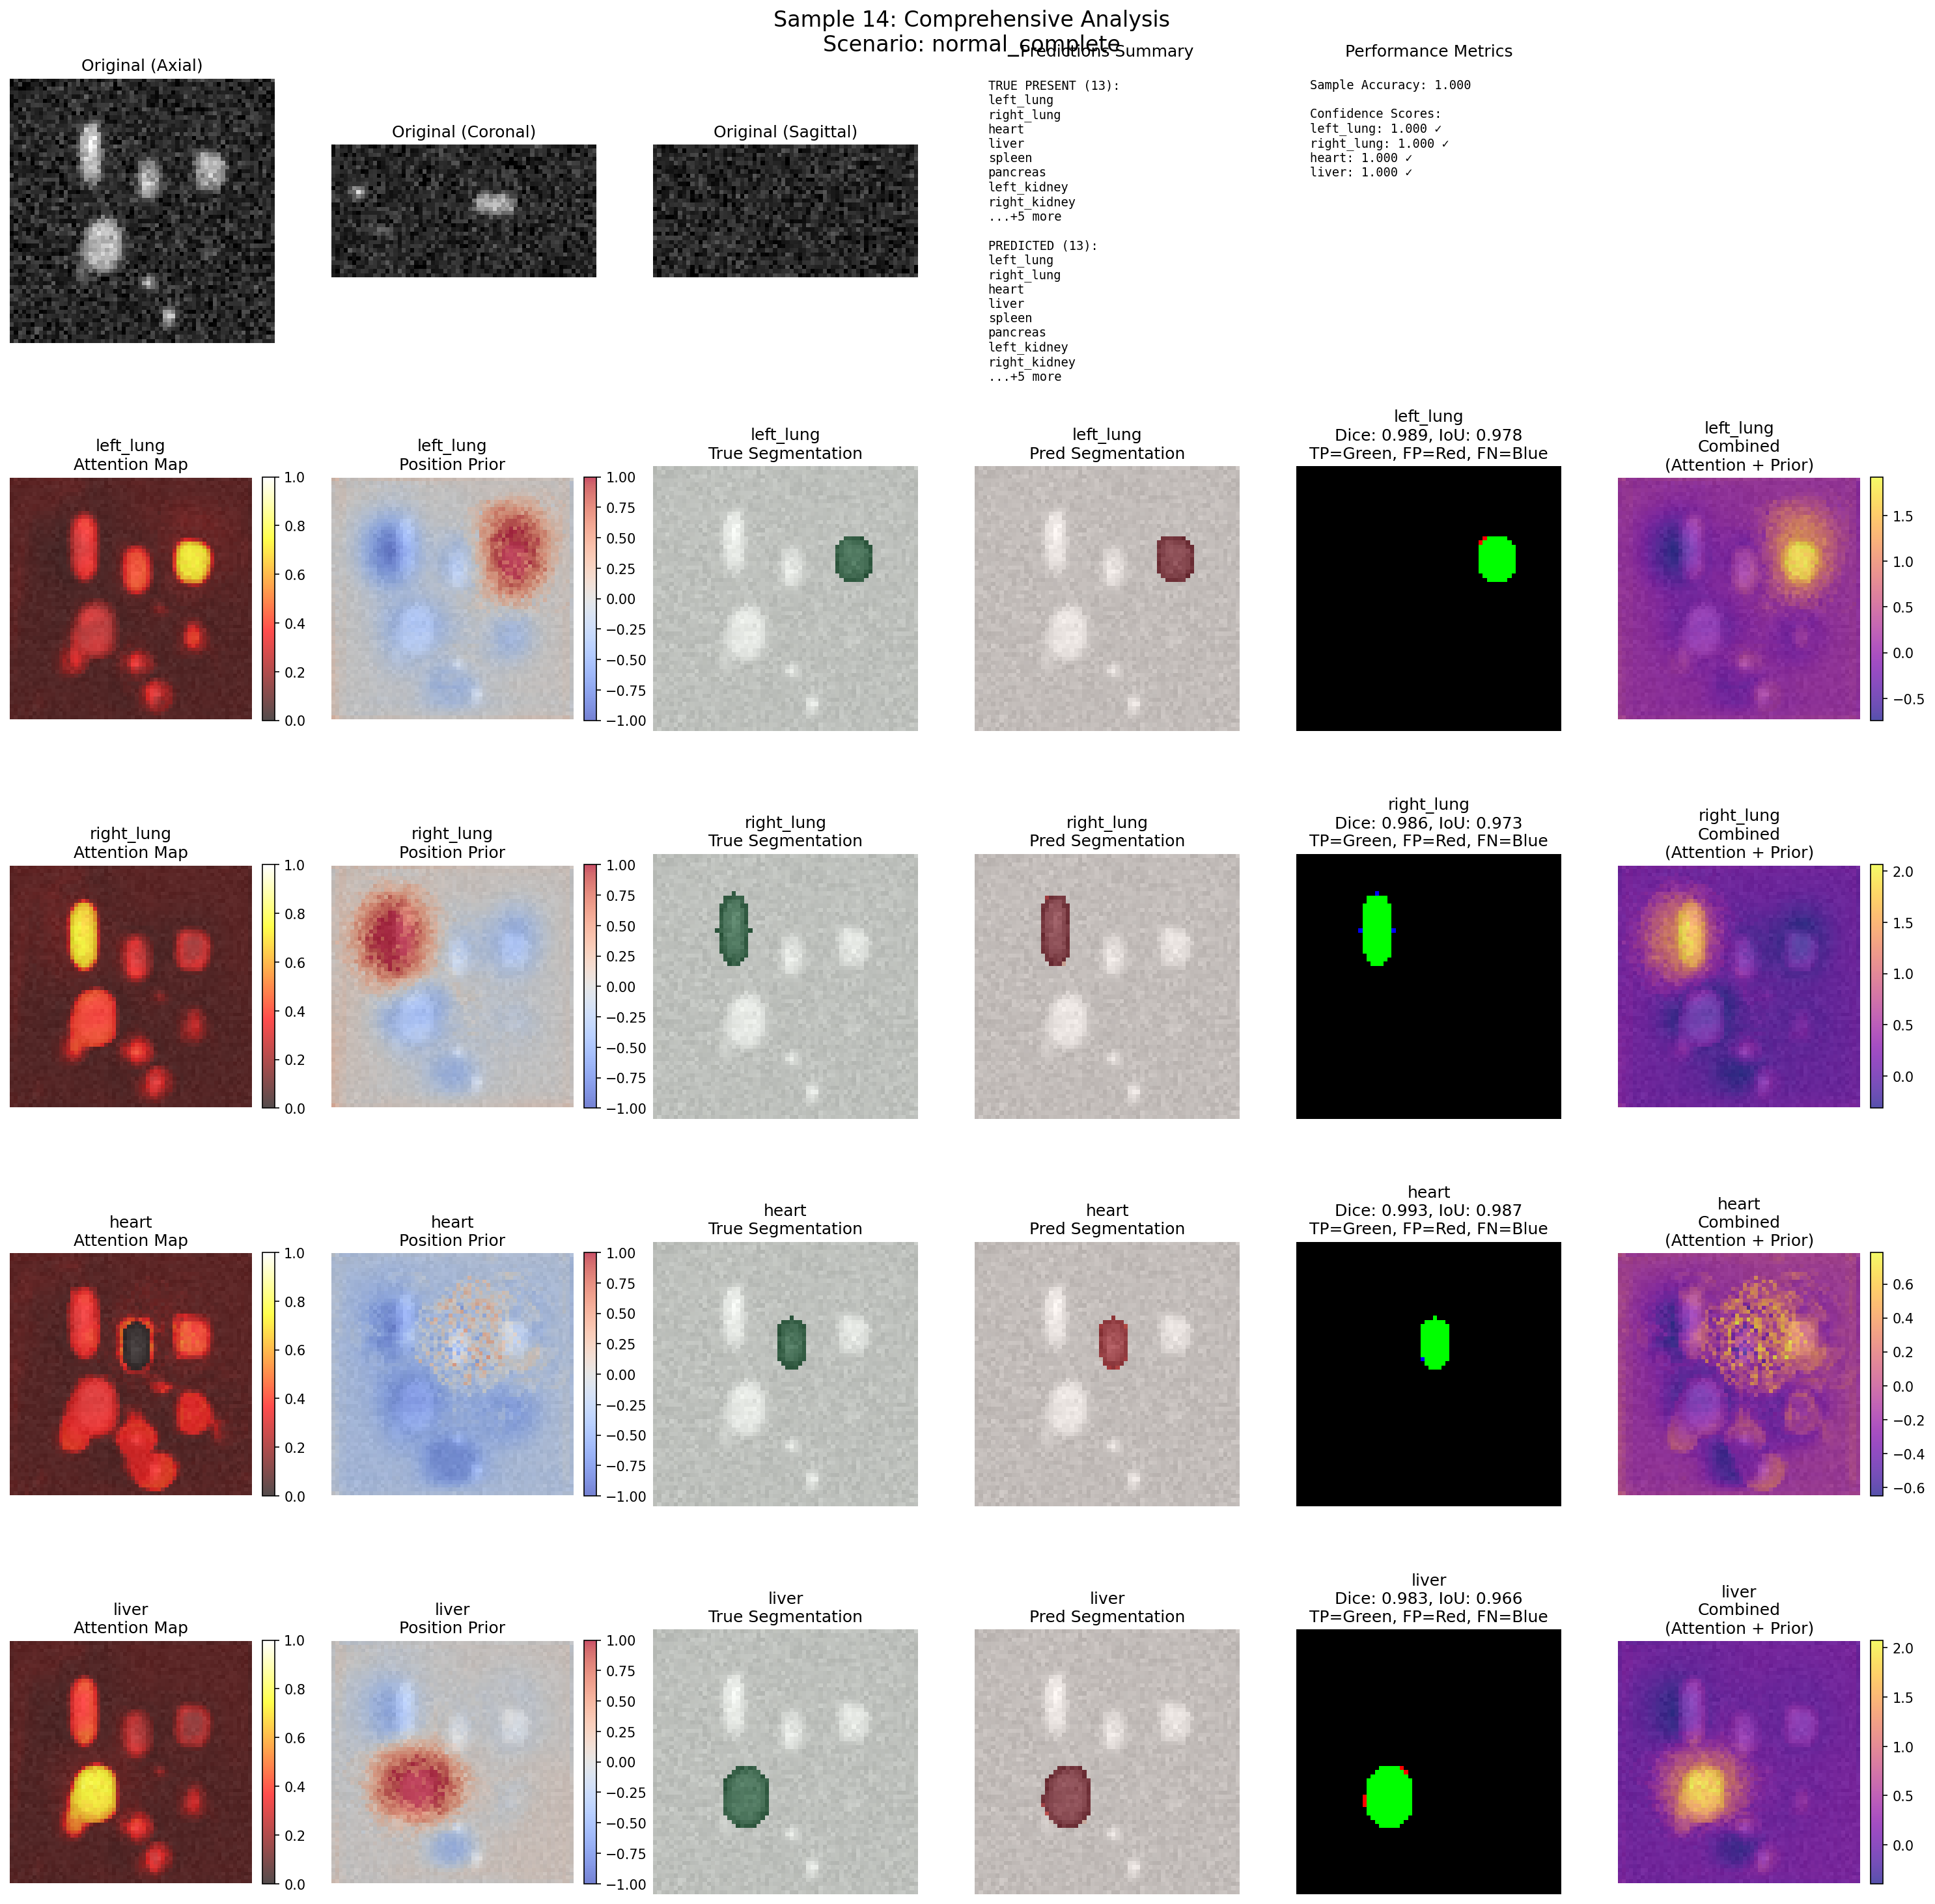 Sample 14: Comprehensive Analysis
Scenario: normal_complete
Original (Axial)
Original (Coronal)
Original (Sagittal)
Predictions Summary
TRUE PRESENT (13):
left_lung
right_lung
heart
liver
spleen
pancreas
left_kidney
right_kidney
...+5 more
PREDICTED (13):
left_lung
right_lung
heart
liver
spleen
pancreas
left_kidney
right_kidney
...+5 more
Performance Metrics
Sample Accuracy: 1.000
Confidence Scores:
left_lung: 1.000 ✓
right_lung: 1.000 ✓
heart: 1.000 ✓
liver: 1.000 ✓
left_lung
Attention Map
1.0
0.8
0.6
0.4
0.2
0.0
left_lung
Position Prior
1.00
0.75
0.50
0.25
0.00
−0.25
−0.50
−0.75
−1.00
left_lung
True Segmentation
left_lung
Pred Segmentation
left_lung
Dice: 0.989, IoU: 0.978
TP=Green, FP=Red, FN=Blue
left_lung
Combined
(Attention + Prior)
1.5
1.0
0.5
0.0
−0.5
right_lung
Attention Map
1.0
0.8
0.6
0.4
0.2
0.0
right_lung
Position Prior
1.00
0.75
0.50
0.25
0.00
−0.25
−0.50
−0.75
−1.00
right_lung
True Segmentation
right_lung
Pred Segmentation
right_lung
Dice: 0.986, IoU: 0.973
TP=Green, FP=Red, FN=Blue
right_lung
Combined
(Attention + Prior)
2.0
1.5
1.0
0.5
0.0
heart
Attention Map
1.0
0.8
0.6
0.4
0.2
0.0
heart
Position Prior
1.00
0.75
0.50
0.25
0.00
−0.25
−0.50
−0.75
−1.00
heart
True Segmentation
heart
Pred Segmentation
heart
Dice: 0.993, IoU: 0.987
TP=Green, FP=Red, FN=Blue
heart
Combined
(Attention + Prior)
0.6
0.4
0.2
0.0
−0.2
−0.4
−0.6
liver
Attention Map
1.0
0.8
0.6
0.4
0.2
0.0
liver
Position Prior
1.00
0.75
0.50
0.25
0.00
−0.25
−0.50
−0.75
−1.00
liver
True Segmentation
liver
Pred Segmentation
liver
Dice: 0.983, IoU: 0.966
TP=Green, FP=Red, FN=Blue
liver
Combined
(Attention + Prior)
2.0
1.5
1.0
0.5
0.0